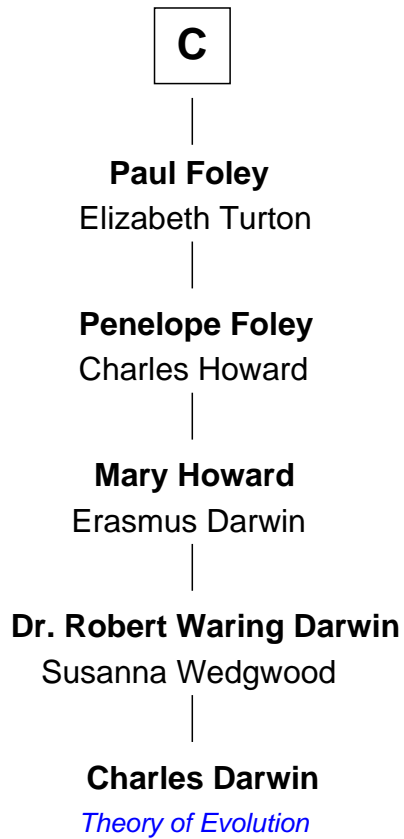 C
Paul Foley
Elizabeth Turton
Penelope Foley
Charles Howard
Mary Howard
Erasmus Darwin
Dr. Robert Waring Darwin
Susanna Wedgwood
Charles Darwin
Theory of Evolution